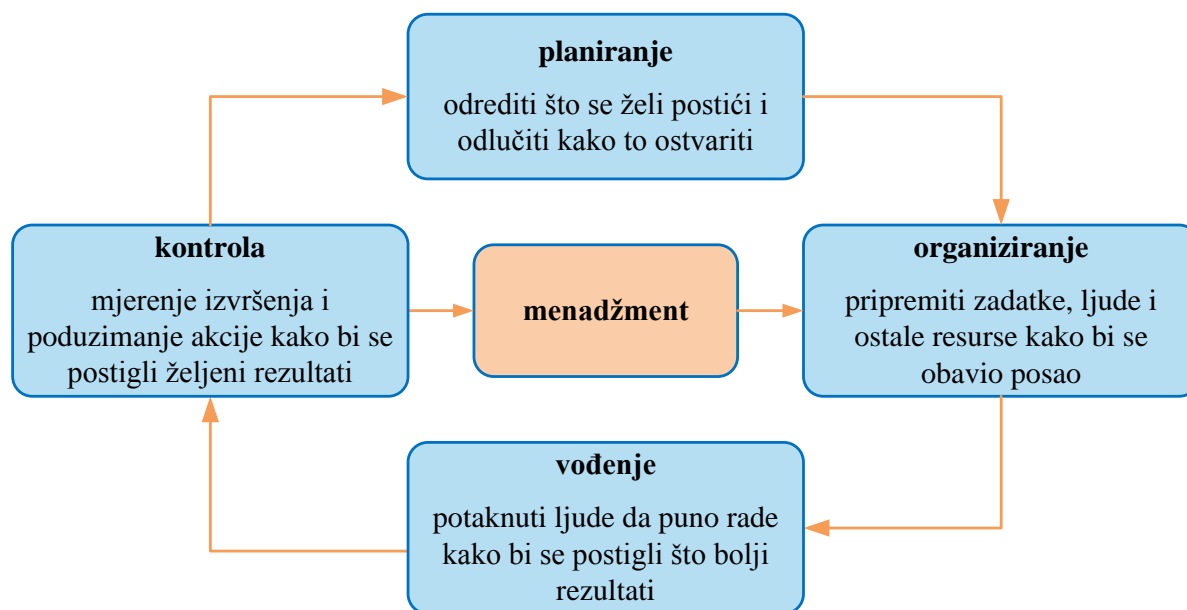 planiranje
odrediti što se želi postići i
odlučiti kako to ostvariti
kontrola
mjerenje izvršenja i
poduzimanje akcije kako bi se
postigli željeni rezultati
menadžment
organiziranje
pripremiti zadatke, ljude i
ostale resurse kako bi se
obavio posao
vođenje
potaknuti ljude da puno rade
kako bi se postigli što bolji
rezultati